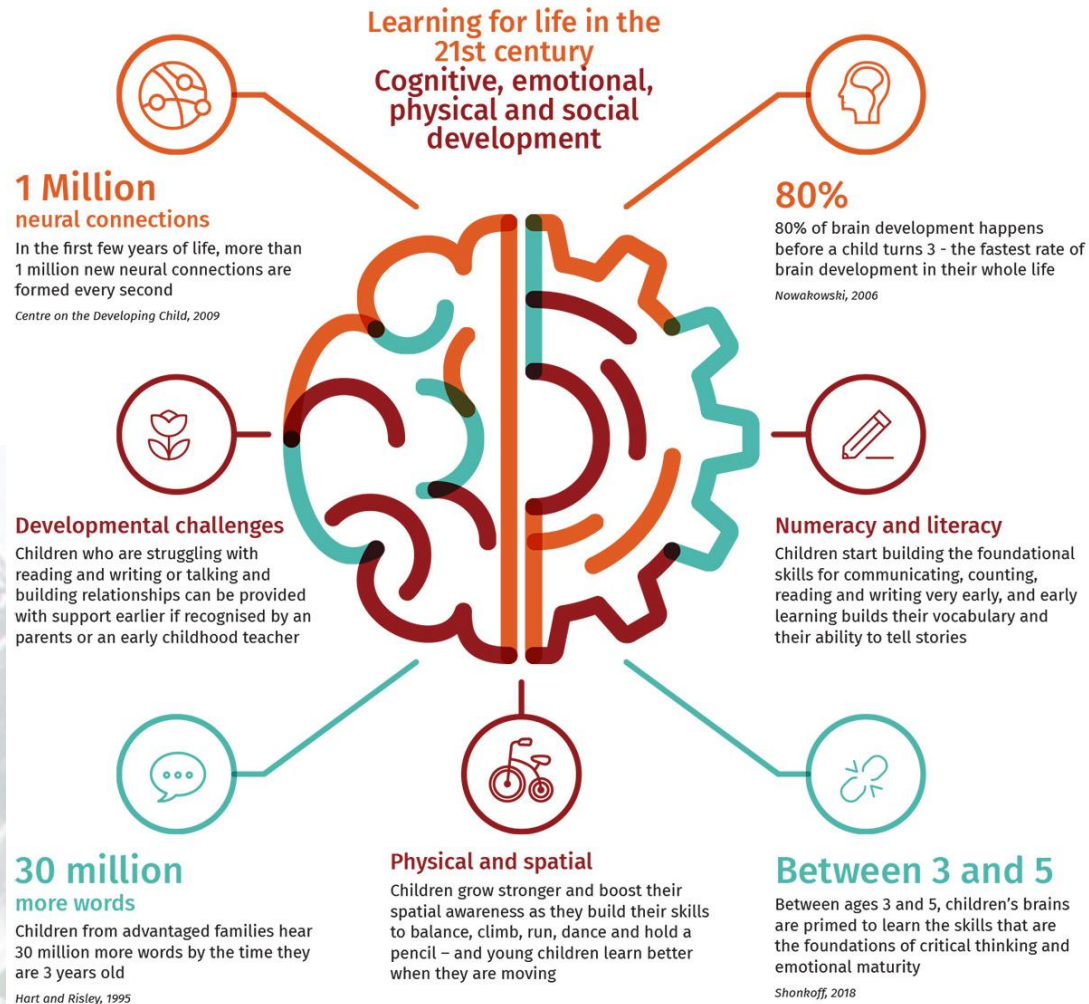 Learning for life in the
21st century
Cognitive, emotional,
physical and social
development
1 Million
neural connections
In the first few years of life, more than
1 million new neural connections are
formed every second
Centre on the Developing Child, 2009
80%
80% of brain development happens
before a child turns 3 - the fastest rate of
brain development in their whole life
Nowakowski, 2006
Developmental challenges
Children who are struggling with
reading and writing or talking and
building relationships can be provided
with support earlier if recognised by an
parents or an early childhood teacher
Numeracy and literacy
Children start building the foundational
skills for communicating, counting,
reading and writing very early, and early
learning builds their vocabulary and
their ability to tell stories
30 million
more words
Children from advantaged families hear
30 million more words by the time they
are 3 years old
Hart and Risley, 1995
Physical and spatial
Children grow stronger and boost their
spatial awareness as they build their skills
to balance, climb, run, dance and hold a
pencil – and young children learn better
when they are moving
Between 3 and 5
Between ages 3 and 5, children’s brains
are primed to learn the skills that are
the foundations of critical thinking and
emotional maturity
Shonkoff, 2018